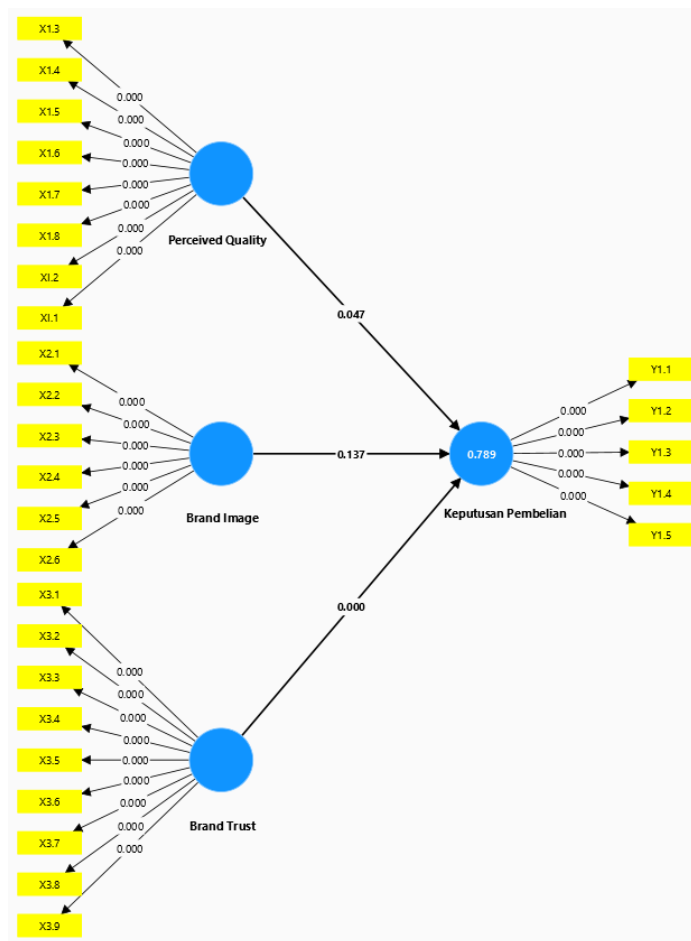 X1.3
X1.4
X1.5
X1.6
X1.7
X1.8
XI.2
XI.1
0.000
0.000
0.000
0.000
0.000
0.000
0.000
0.000
Perceived Quality
0.047
X2.1
X2.2
X2.3
X2.4
X2.5
X2.6
0.000
0.000
0.000
0.000
0.000
0.000
Brand Image
0.137
X3.1
X3.2
X3.3
X3.4
X3.5
X3.6
X3.7
X3.8
X3.9
0.000
0.000
0.000
0.000
0.000
0.000
0.000
0.000
0.000
Brand Trust
0.000
0.789
Keputusan Pembelian
0.000
0.000
0.000
0.000
0.000
Y1.1
Y1.2
Y1.3
Y1.4
Y1.5